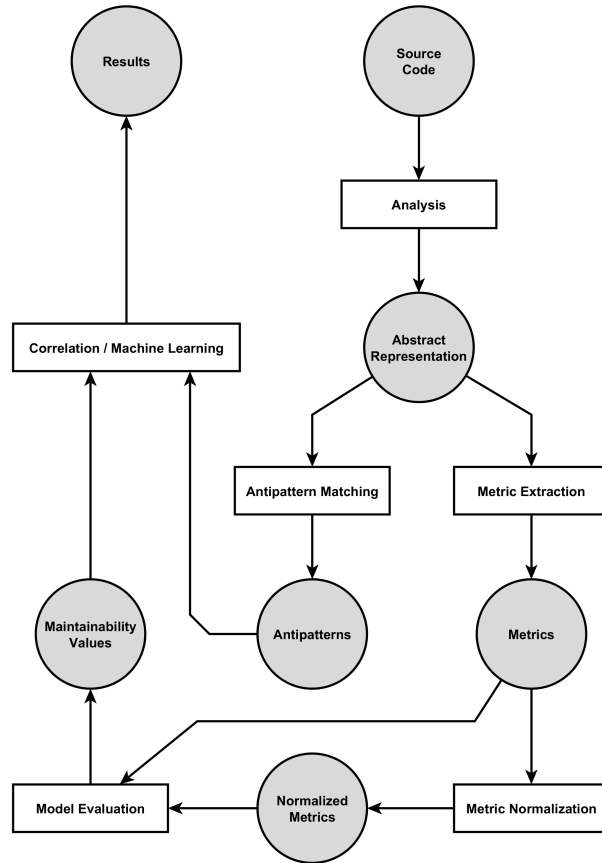 Results
Source
Code
Analysis
Abstract
Representation
Correlation / Machine Learning
Antipattern Matching
Metric Extraction
Maintainability
Values
Antipatterns
Metrics
Model Evaluation
Normalized
Metrics
Metric Normalization